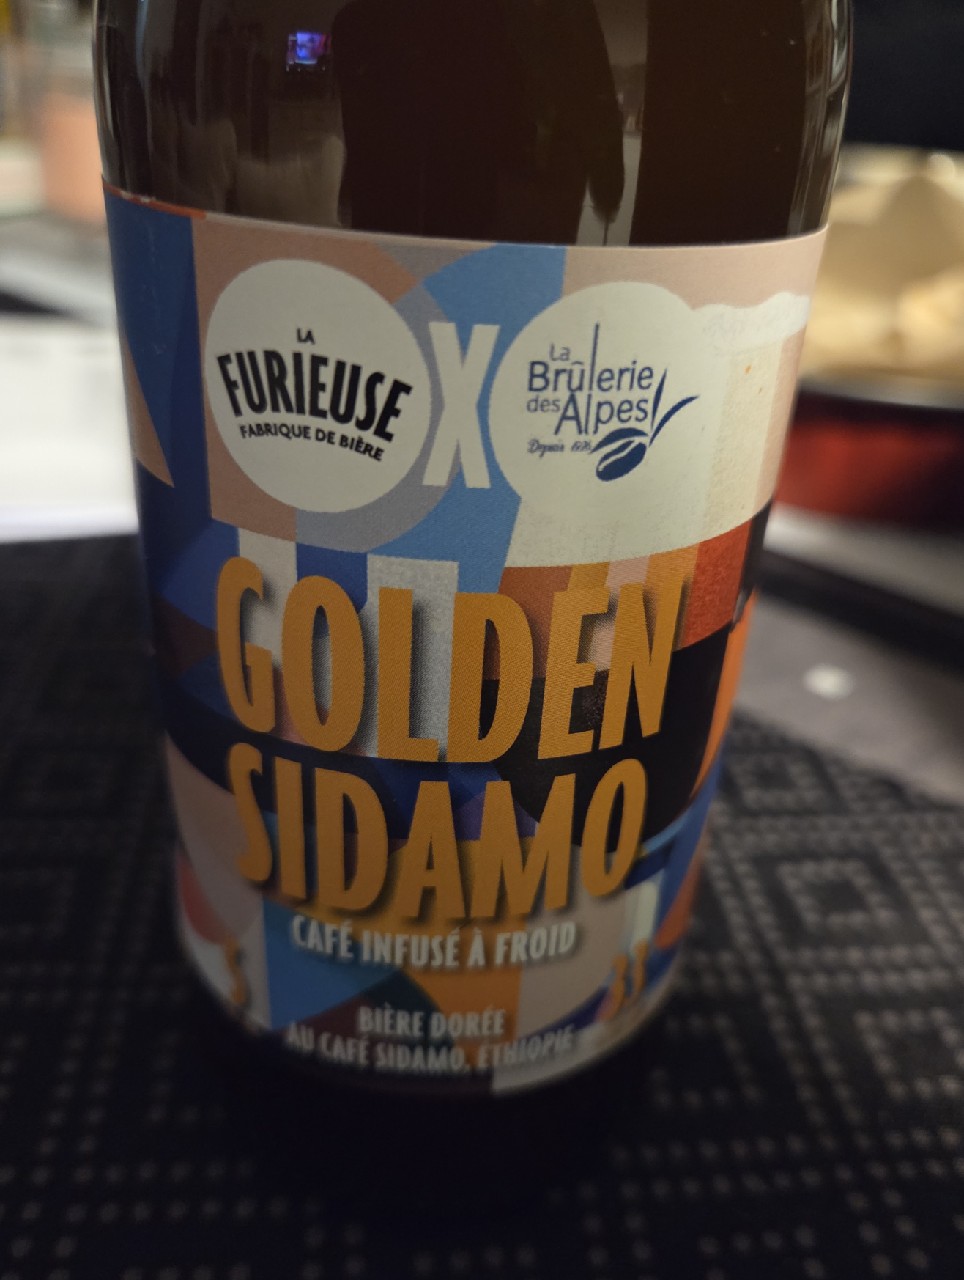 LA
FURIEUSE
FABRIQUE DE BIÈRE
X
La
Brûlerie
des Alpes
Depuis
GOLDEN
SIDAMO
CAFÉ INFUSÉ À FROID
BIÈRE DORÉE
AU CAFÉ SIDAMO, ÉTHIOPIE